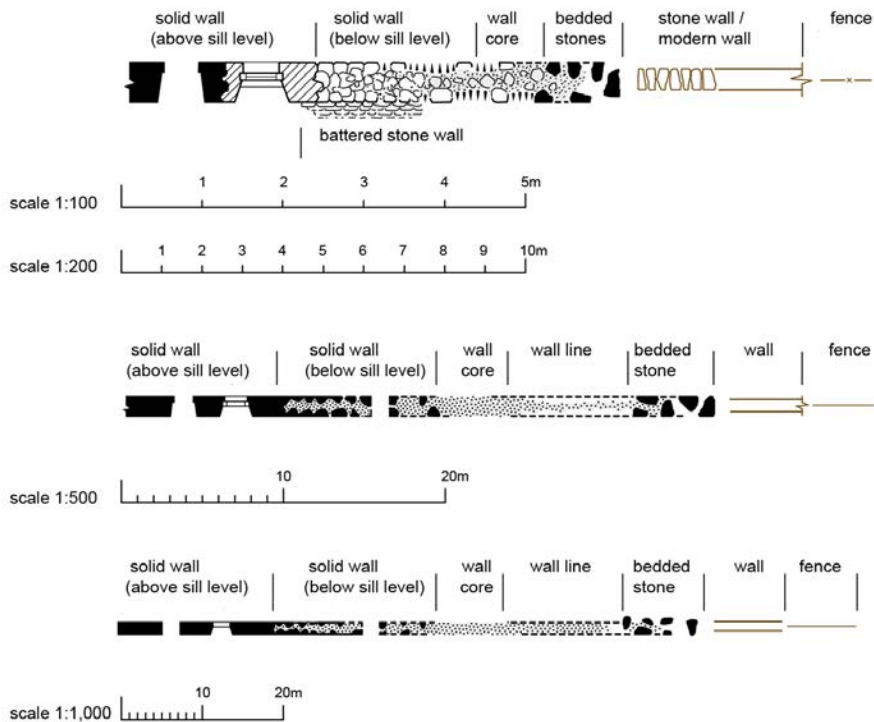 solid wall
(above sill level)
solid wall
(below sill level)
wall
core
bedded
stones
stone wall /
modern wall
fence
battered stone wall
scale 1:100
1 2 3 4 5m
scale 1:200
1 2 3 4 5 6 7 8 9 10m
solid wall
(above sill level)
solid wall
(below sill level)
wall
core
wall line
bedded
stone
wall
fence
scale 1:500
10 20m
solid wall
(above sill level)
solid wall
(below sill level)
wall
core
wall line
bedded
stone
wall
fence
scale 1:1,000
10 20m